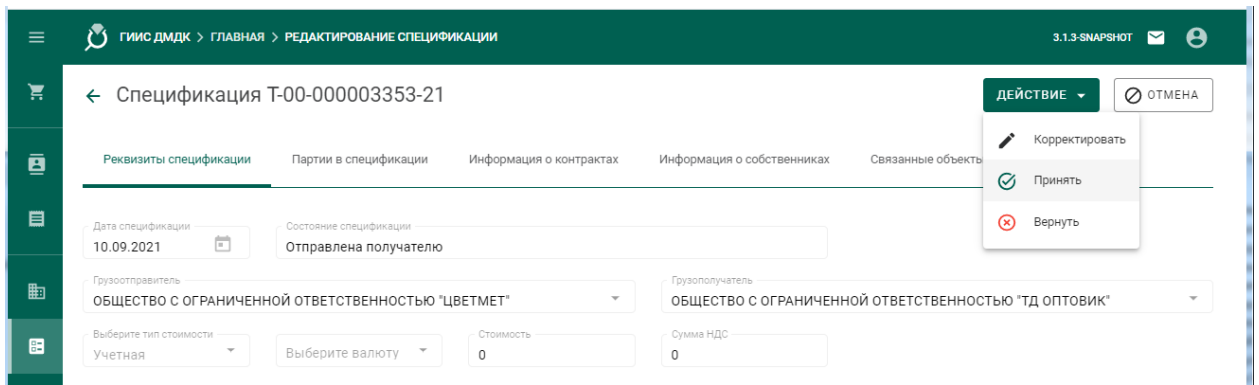 ГИИС ДМДК > ГЛАВНАЯ > РЕДАКТИРОВАНИЕ СПЕЦИФИКАЦИИ 3.1.3-SNAPSHOT
Спецификация Т-00-000003353-21 ДЕЙСТВИЕ ОТМЕНА
Корректировать
Реквизиты спецификации Партии в спецификации Информация о контрактах Информация о собственниках Связанные объекты
Принять
Вернуть
Дата спецификации Состояние спецификации
10.09.2021 Отправлена получателю
Грузоотправитель Грузополучатель
ОБЩЕСТВО С ОГРАНИЧЕННОЙ ОТВЕТСТВЕННОСТЬЮ "ЦВЕТМЕТ" ОБЩЕСТВО С ОГРАНИЧЕННОЙ ОТВЕТСТВЕННОСТЬЮ "ТД ОПТОВИК"
Выберите тип стоимости Стоимость Сумма НДС
Учетная Выберите валюту 0 0